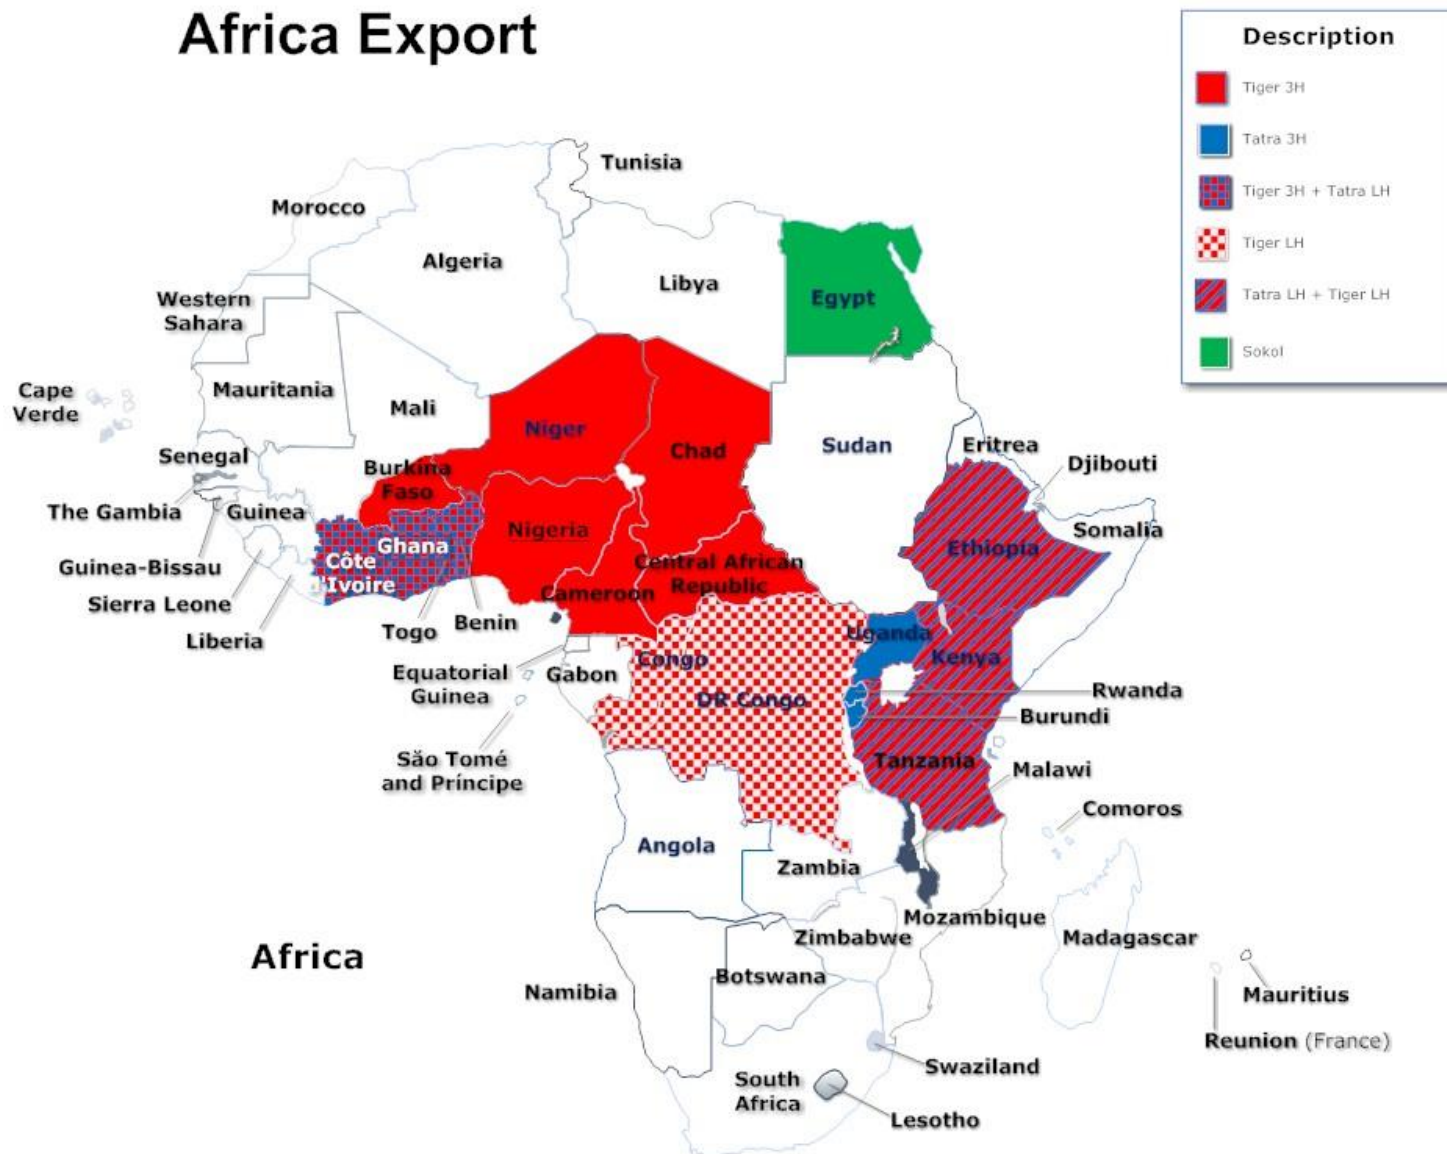 Africa Export
Description
Tiger 3H
Tatra 3H
Tiger 3H + Tatra LH
Tiger LH
Tatra LH + Tiger LH
Sokol
Tunisia
Morocco
Algeria
Libya
Egypt
Western
Sahara
Cape
Verde
Mauritania
Mali
Niger
Chad
Sudan
Eritrea
Djibouti
Senegal
Burkina
Faso
The Gambia
Guinea
Nigeria
Somalia
Ghana
Ethiopia
Guinea-Bissau
Côte
d'Ivoire
Central African
Republic
Cameroon
Sierra Leone
Liberia
Togo
Benin
Uganda
Kenya
Equatorial
Guinea
Gabon
Congo
DR Congo
Rwanda
Burundi
São Tomé
and Príncipe
Tanzania
Malawi
Comoros
Angola
Zambia
Mozambique
Zimbabwe
Madagascar
Africa
Botswana
Namibia
Mauritius
Reunion (France)
Swaziland
South
Africa
Lesotho